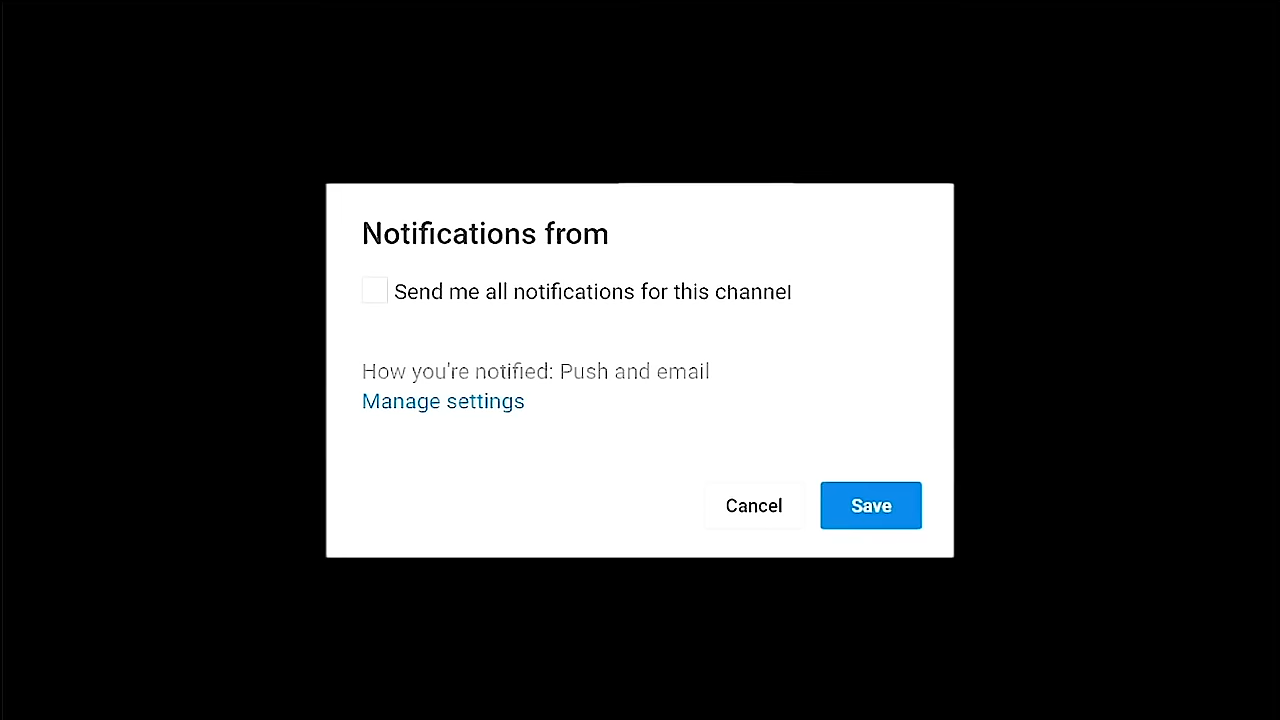 Notifications from
Send me all notifications for this channel
How you're notified: Push and email
Manage settings
Cancel
Save